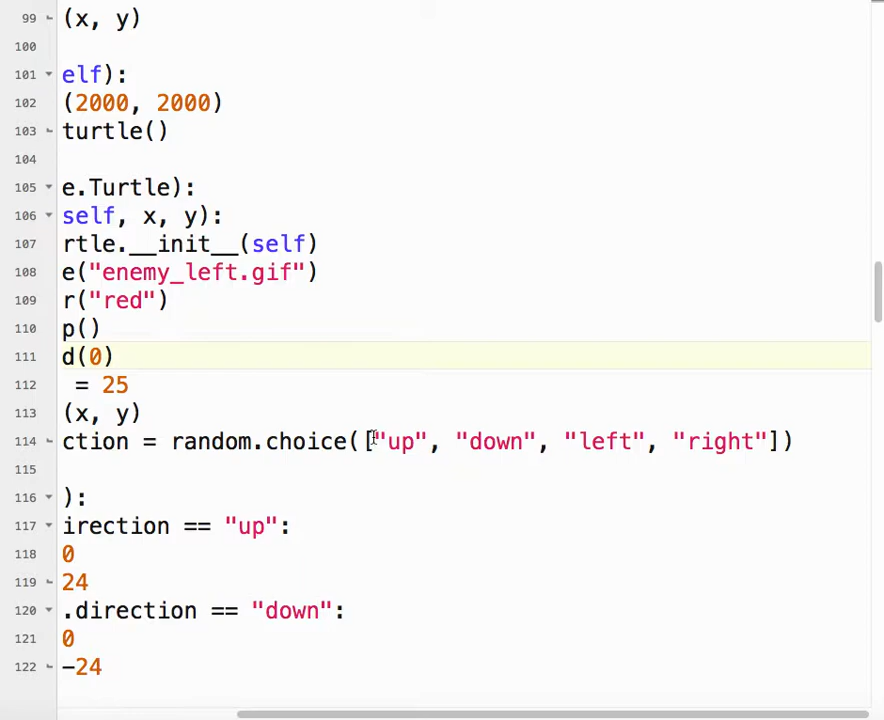 99 (x, y)
100
101 elf):
102 (2000, 2000)
103 turtle()
104
105 e.Turtle):
106 self, x, y):
107 rtle.__init__(self)
108 e("enemy_left.gif")
109 r("red")
110 p()
111 d(0)
112 = 25
113 (x, y)
114 ction = random.choice(["up", "down", "left", "right"])
115
116 ):
117 irection == "up":
118 0
119 24
120 .direction == "down":
121 0
122 -24